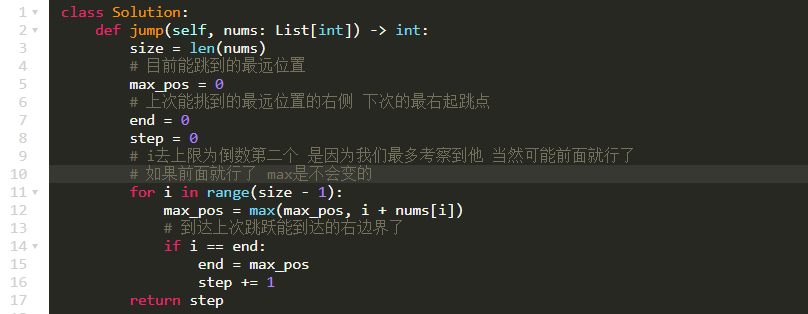 1 class Solution:
2 def jump(self, nums: List[int]) -> int:
3 size = len(nums)
4 # 目前能跳到的最远位置
5 max_pos = 0
6 # 上次能挑到的最远位置的右侧 下次的最右起跳点
7 end = 0
8 step = 0
9 # i去上限为倒数第二个 是因为我们最多考察到他 当然可能前面就行了
10 # 如果前面就行了 max是不会变的
11 for i in range(size - 1):
12 max_pos = max(max_pos, i + nums[i])
13 # 到达上次跳跃能到达的右边界了
14 if i == end:
15 end = max_pos
16 step += 1
17 return step